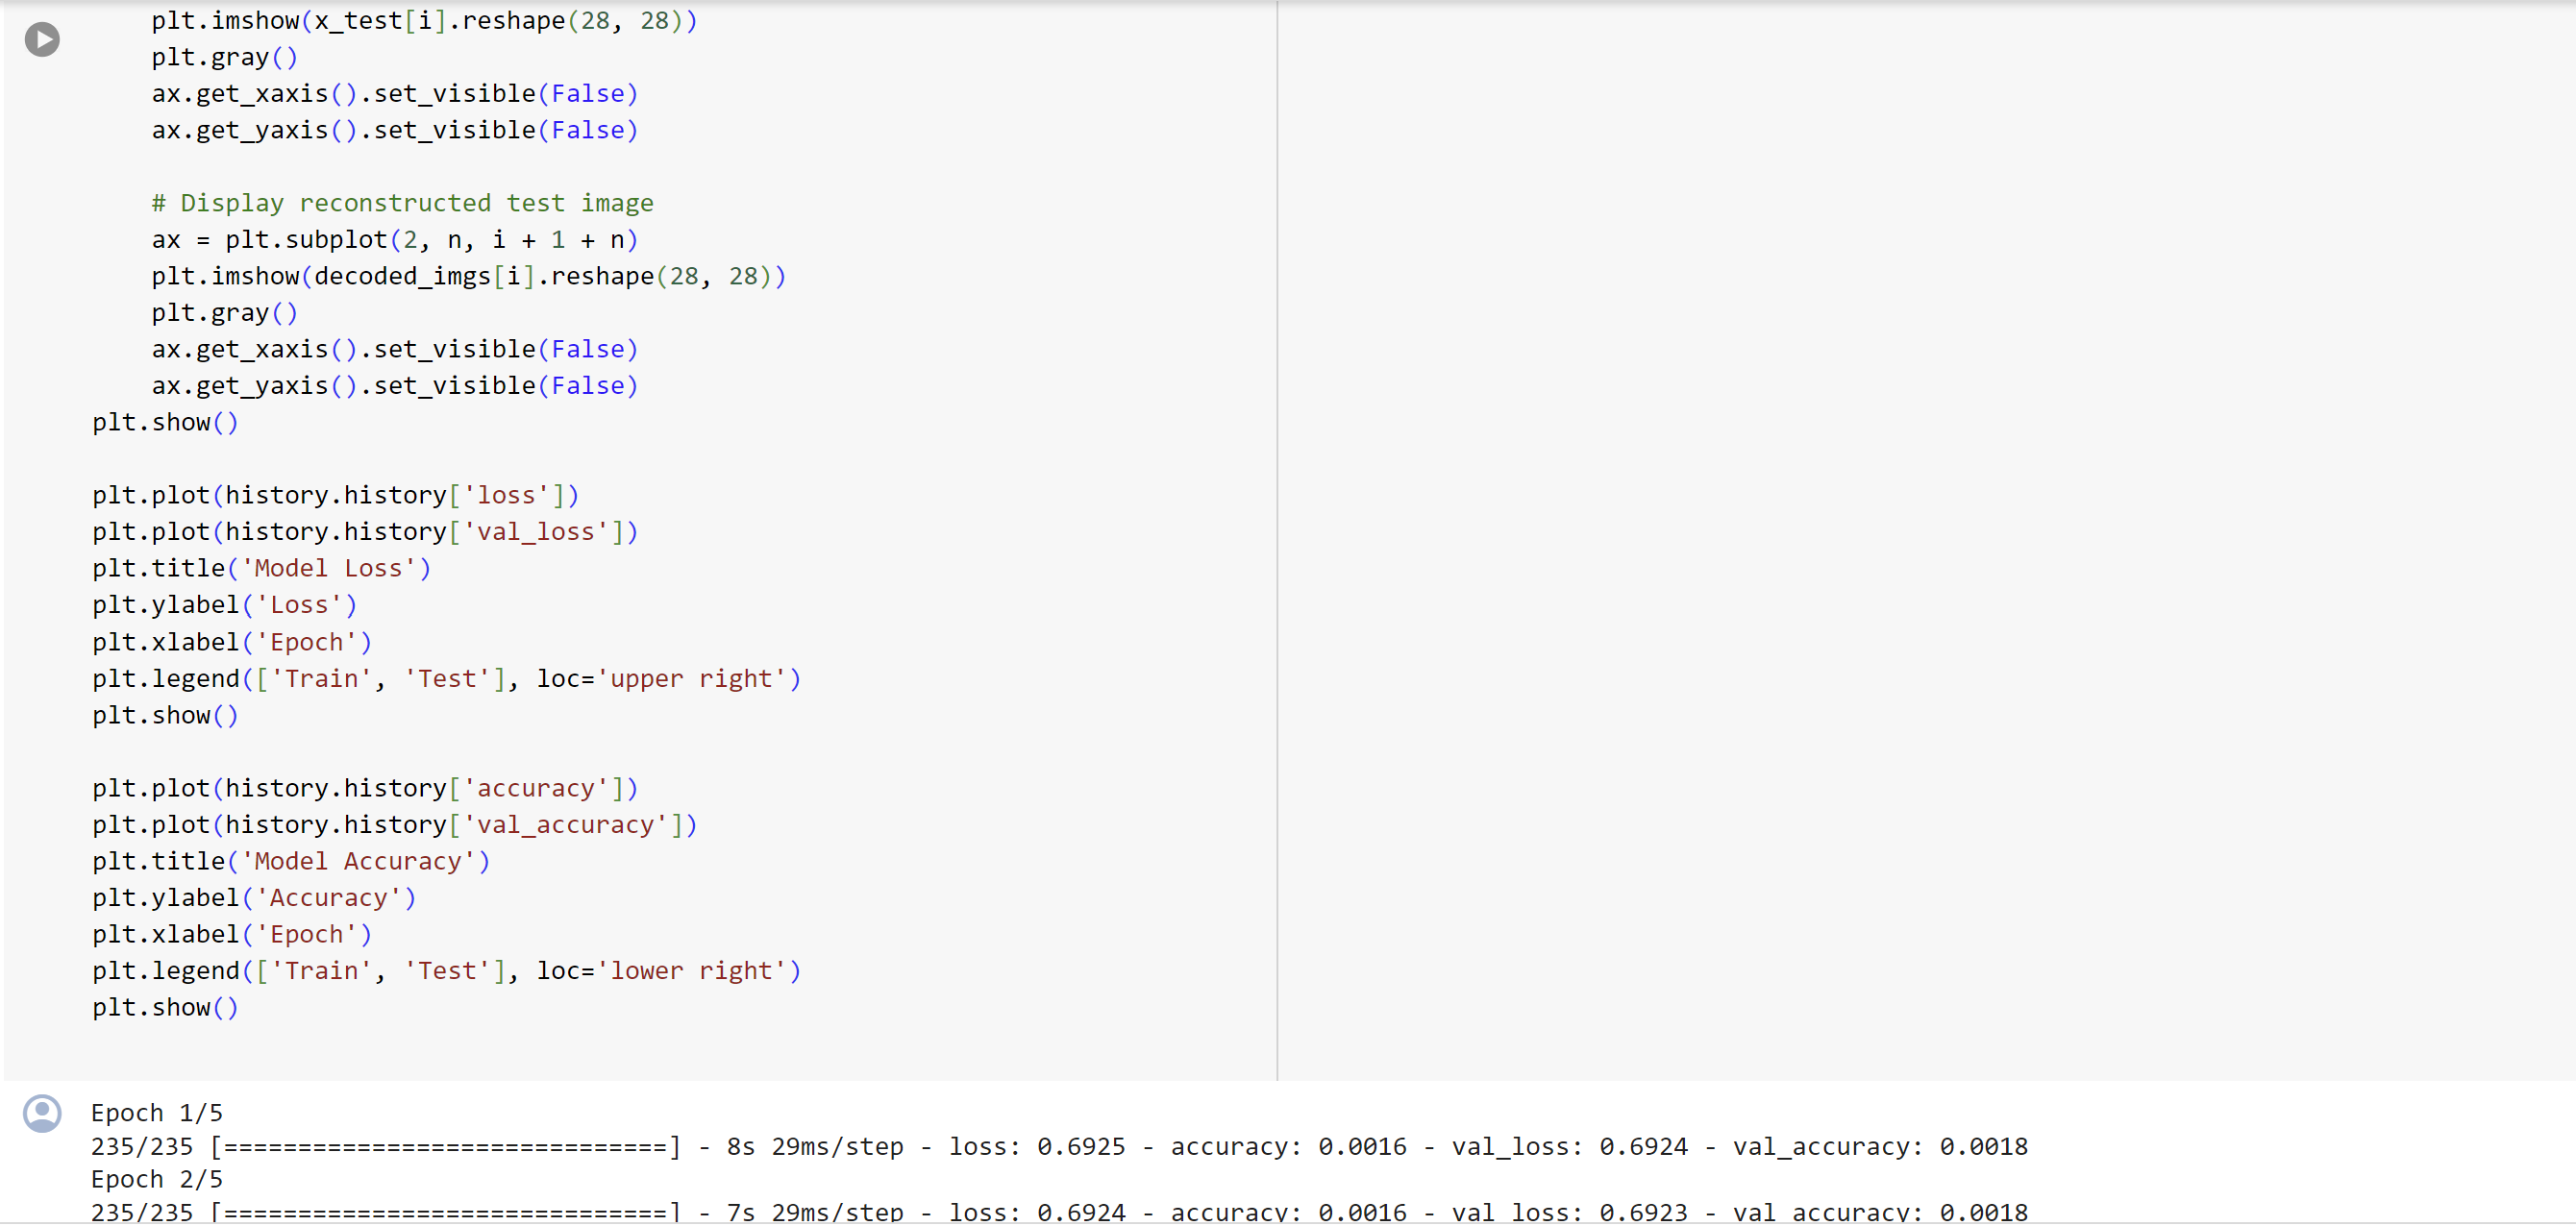 plt.imshow(x_test[i].reshape(28, 28))
    plt.gray()
    ax.get_xaxis().set_visible(False)
    ax.get_yaxis().set_visible(False)

    # Display reconstructed test image
    ax = plt.subplot(2, n, i + 1 + n)
    plt.imshow(decoded_imgs[i].reshape(28, 28))
    plt.gray()
    ax.get_xaxis().set_visible(False)
    ax.get_yaxis().set_visible(False)
plt.show()

plt.plot(history.history['loss'])
plt.plot(history.history['val_loss'])
plt.title('Model Loss')
plt.ylabel('Loss')
plt.xlabel('Epoch')
plt.legend(['Train', 'Test'], loc='upper right')
plt.show()

plt.plot(history.history['accuracy'])
plt.plot(history.history['val_accuracy'])
plt.title('Model Accuracy')
plt.ylabel('Accuracy')
plt.xlabel('Epoch')
plt.legend(['Train', 'Test'], loc='lower right')
plt.show()

Epoch 1/5
235/235 [==============================] - 8s 29ms/step - loss: 0.6925 - accuracy: 0.0016 - val_loss: 0.6924 - val_accuracy: 0.0018
Epoch 2/5
235/235 [==============================] - 7s 29ms/step - loss: 0.6924 - accuracy: 0.0016 - val_loss: 0.6923 - val_accuracy: 0.0018